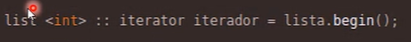 list <int> :: iterator iterador = lista.begin();